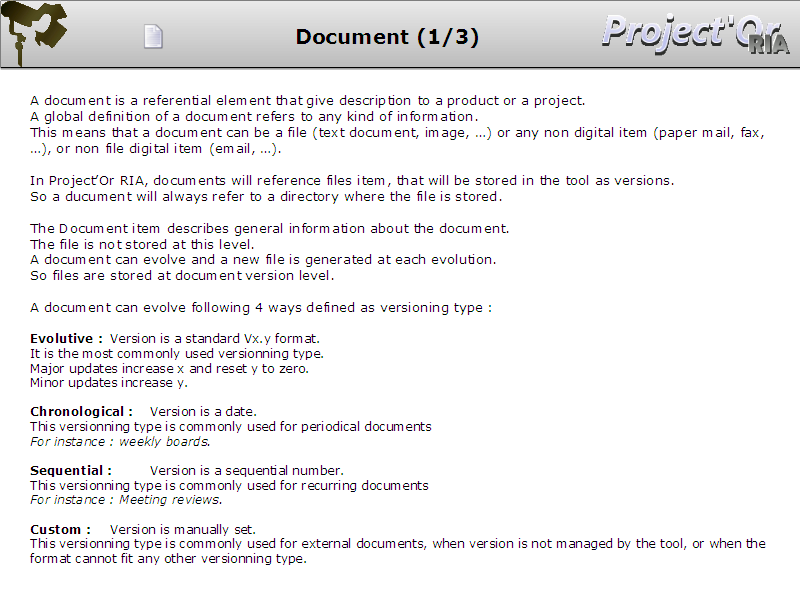 Document (1/3)
Project'Or
RIA
A document is a referential element that give description to a product or a project.
A global definition of a document refers to any kind of information.
This means that a document can be a file (text document, image, …) or any non digital item (paper mail, fax,
…), or non file digital item (email, …).
In Project’Or RIA, documents will reference files item, that will be stored in the tool as versions.
So a ducument will always refer to a directory where the file is stored.
The Document item describes general information about the document.
The file is not stored at this level.
A document can evolve and a new file is generated at each evolution.
So files are stored at document version level.
A document can evolve following 4 ways defined as versioning type :
Evolutive : Version is a standard Vx.y format.
It is the most commonly used versionning type.
Major updates increase x and reset y to zero.
Minor updates increase y.
Chronological : Version is a date.
This versionning type is commonly used for periodical documents
For instance : weekly boards.
Sequential : Version is a sequential number.
This versionning type is commonly used for recurring documents
For instance : Meeting reviews.
Custom : Version is manually set.
This versionning type is commonly used for external documents, when version is not managed by the tool, or when the
format cannot fit any other versionning type.